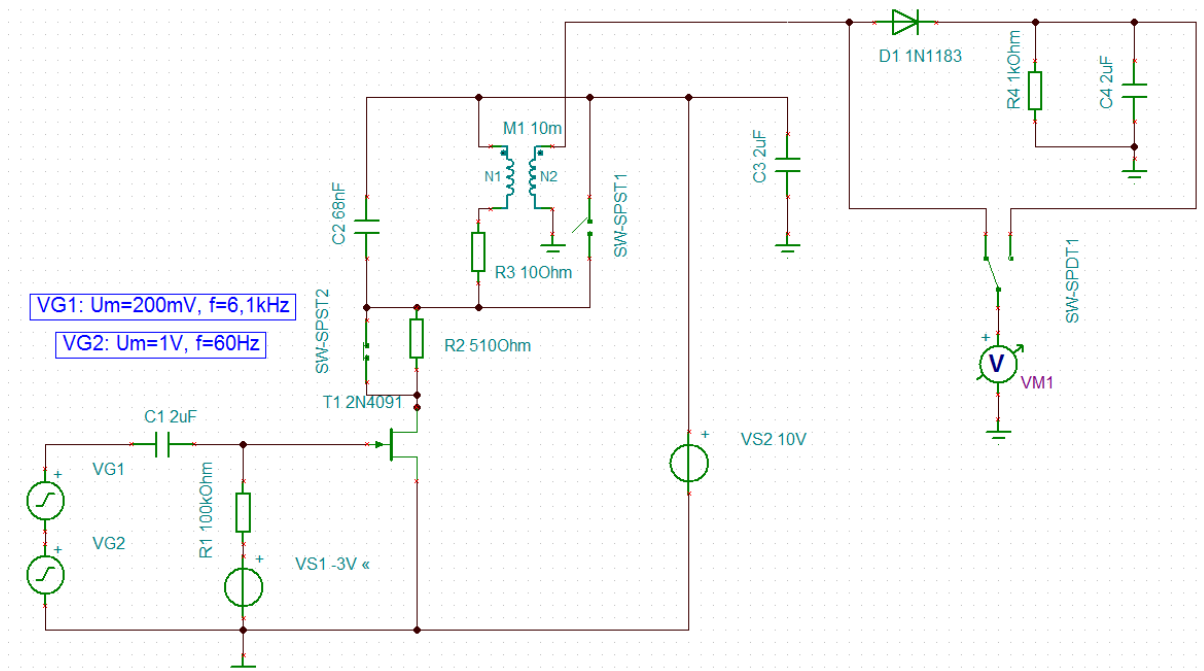 D1 1N1183
R4 1kOhm
C4 2uF
M1 10m
N1
N2
C3 2uF
C2 68nF
SW-SPST1
R3 10Ohm
SW-SPDT1
VG1: Um=200mV, f=6,1kHz
VG2: Um=1V, f=60Hz
SW-SPST2
R2 51OOhm
+
V
VM1
T1 2N4091
C1 2uF
+
VS2 10V
+
VG1
R1 100kOhm
+
VG2
+
VS1 -3V «